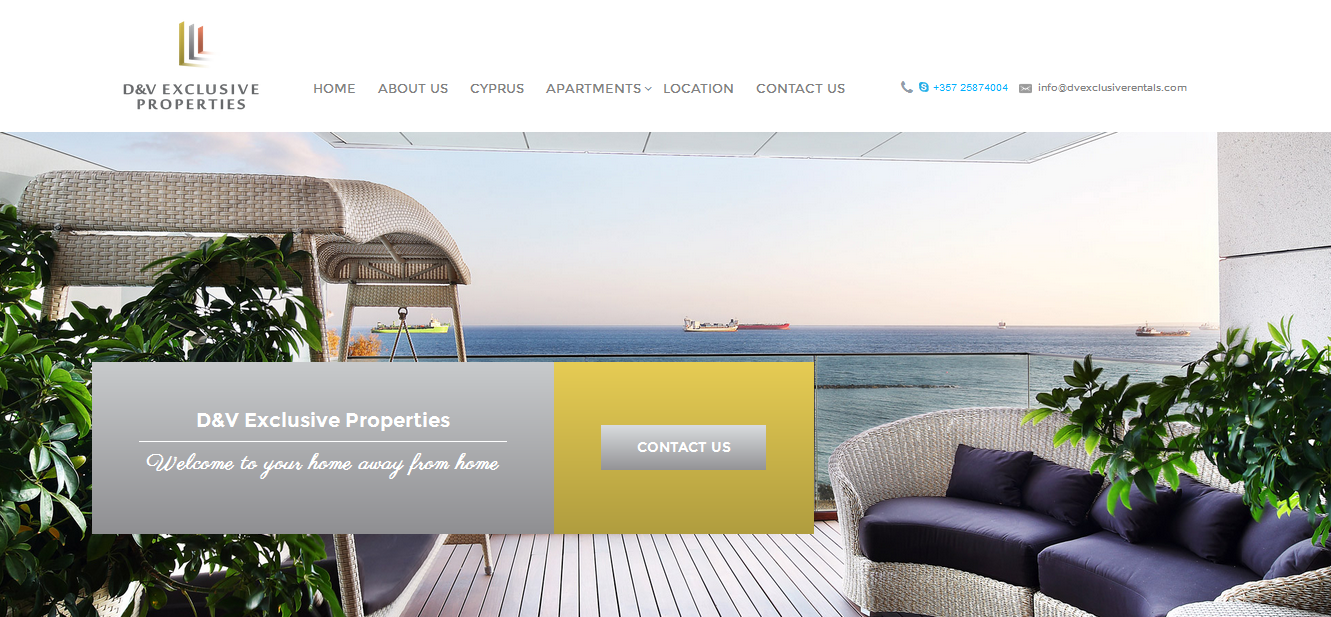 D&V EXCLUSIVE
PROPERTIES
HOME ABOUT US CYPRUS APARTMENTS LOCATION CONTACT US
+357 25874004 info@dvexclusiverentals.com
D&V Exclusive Properties
Welcome to your home away from home
CONTACT US